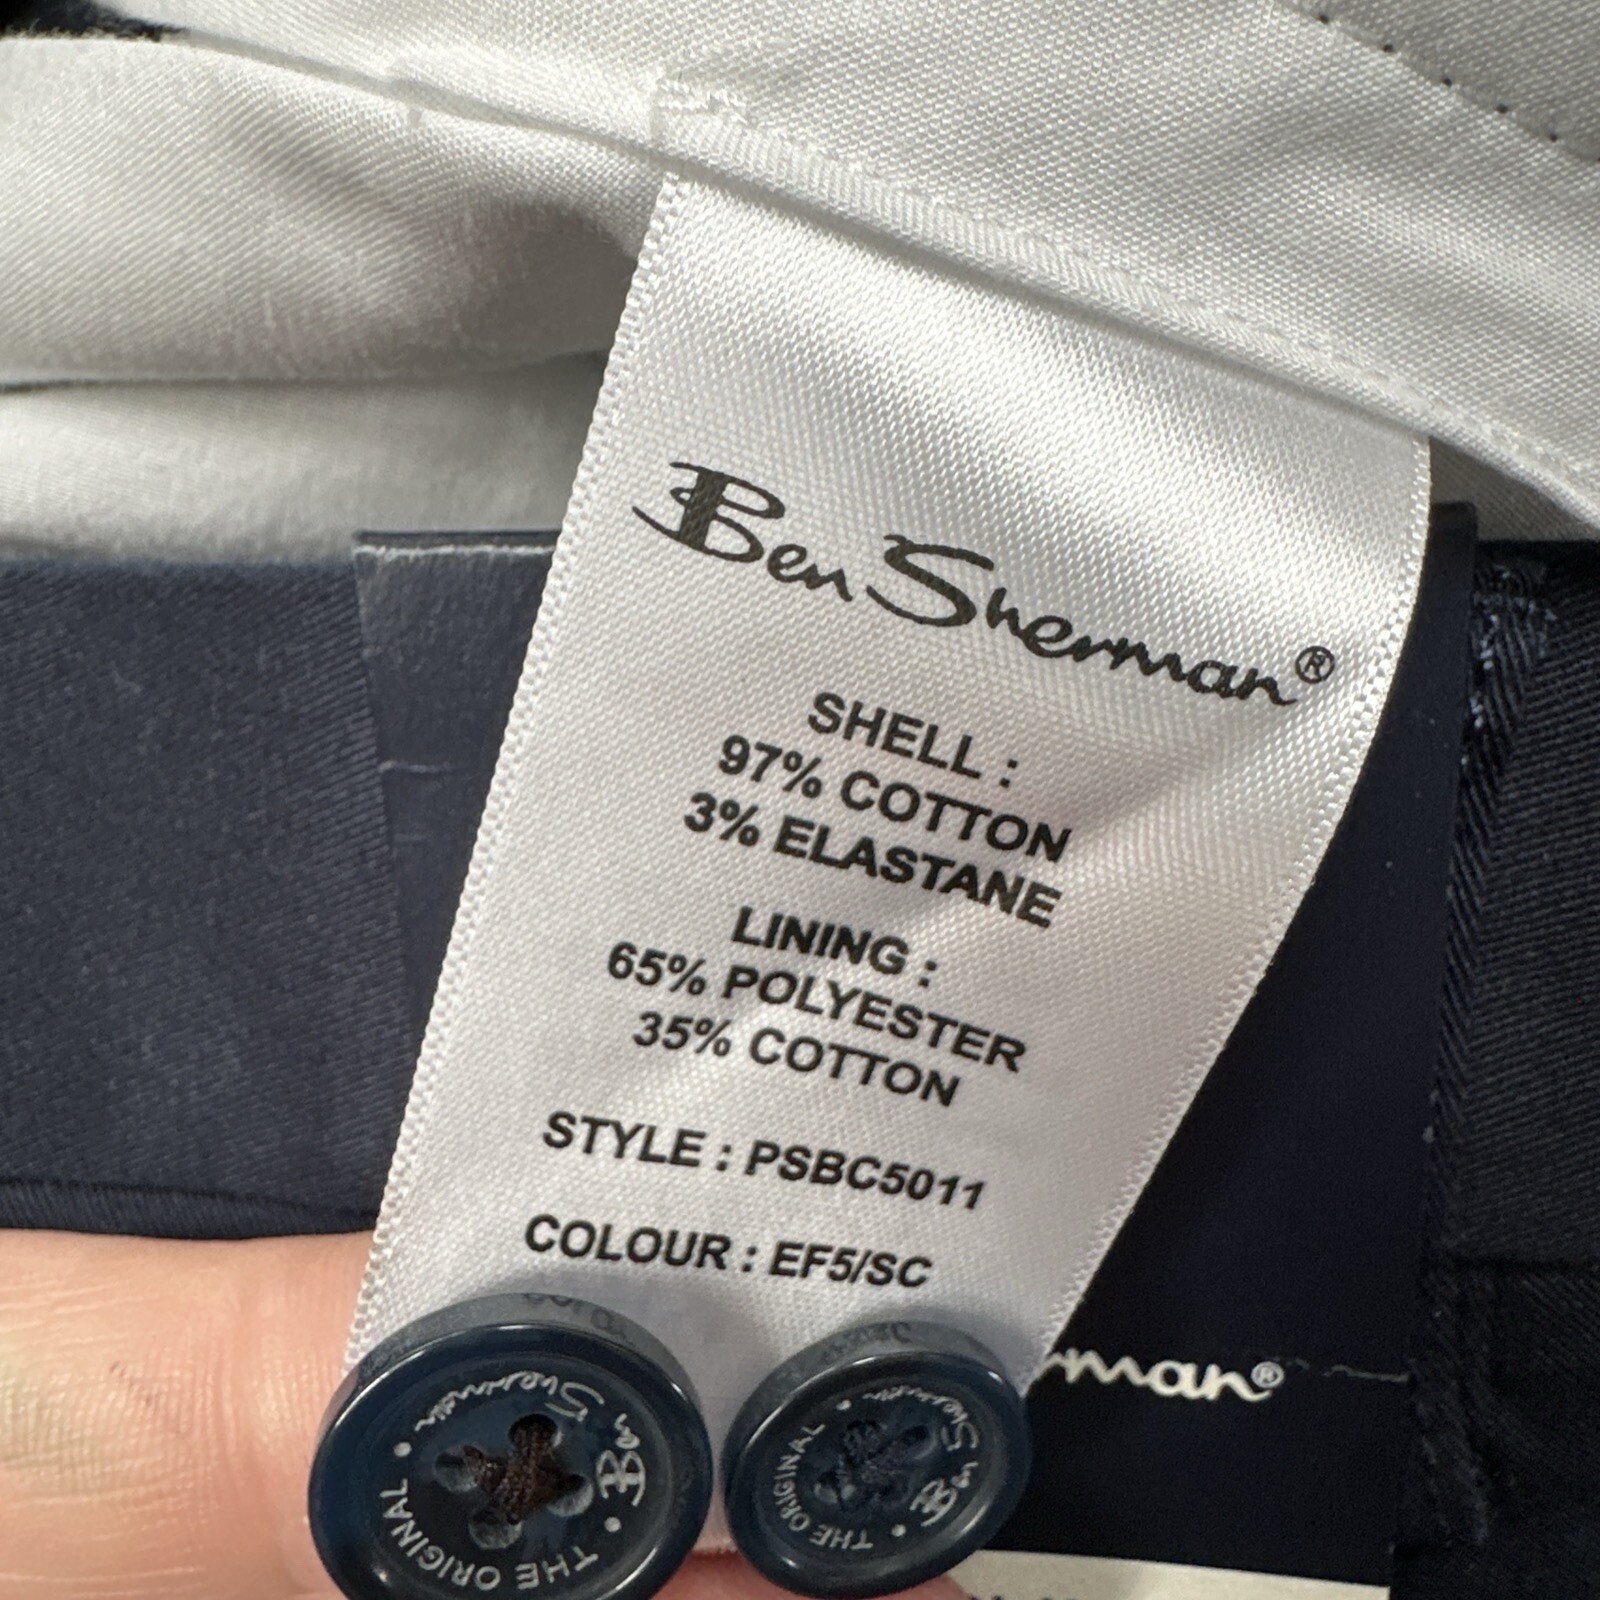 Ben Sherman®
SHELL :
97% COTTON
3% ELASTANE
LINING :
65% POLYESTER
35% COTTON
STYLE : PSBC5011
COLOUR : EF5/SC
rman®
Ben Sherman
• THE ORIGINAL •
Ben Sherman
• THE ORIGINAL •